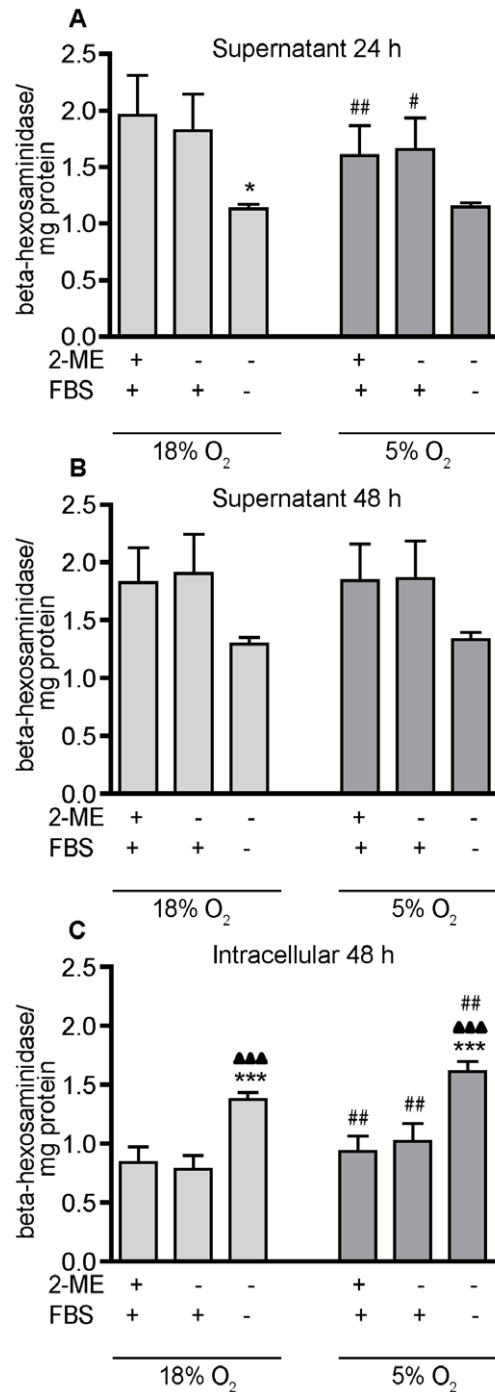 A
Supernatant 24 h
beta-hexosaminidase/
mg protein
2.5
2.0
1.5
1.0
0.5
0.0
*
##
#
2-ME + - - + - -
FBS + + - + + -
18% O₂ 5% O₂
B
Supernatant 48 h
beta-hexosaminidase/
mg protein
2.5
2.0
1.5
1.0
0.5
0.0
2-ME + - - + - -
FBS + + - + + -
18% O₂ 5% O₂
C
Intracellular 48 h
beta-hexosaminidase/
mg protein
2.5
2.0
1.5
1.0
0.5
0.0
▲▲▲
***
##
##
##
▲▲▲
***
2-ME + - - + - -
FBS + + - + + -
18% O₂ 5% O₂